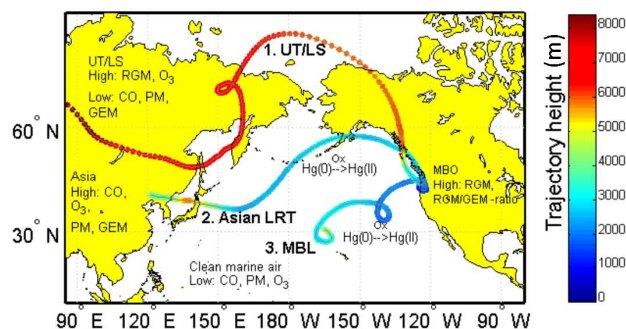 1. UT/LS
UT/LS
High: RGM, O3
Low: CO, PM,
GEM
60° N
Asia
High: CO,
O3,
PM, GEM
Ox
Hg(0)-->Hg(II)
MBO
High: RGM,
RGM/GEM -ratio
2. Asian LRT
Ox
Hg(0)-->Hg(II)
30° N
3. MBL
Clean marine air
Low: CO, PM, O3
90° E 120° E 150° E 180° W 150° W 120° W 90° W
Trajectory height (m)
8000
7000
6000
5000
4000
3000
2000
1000
0